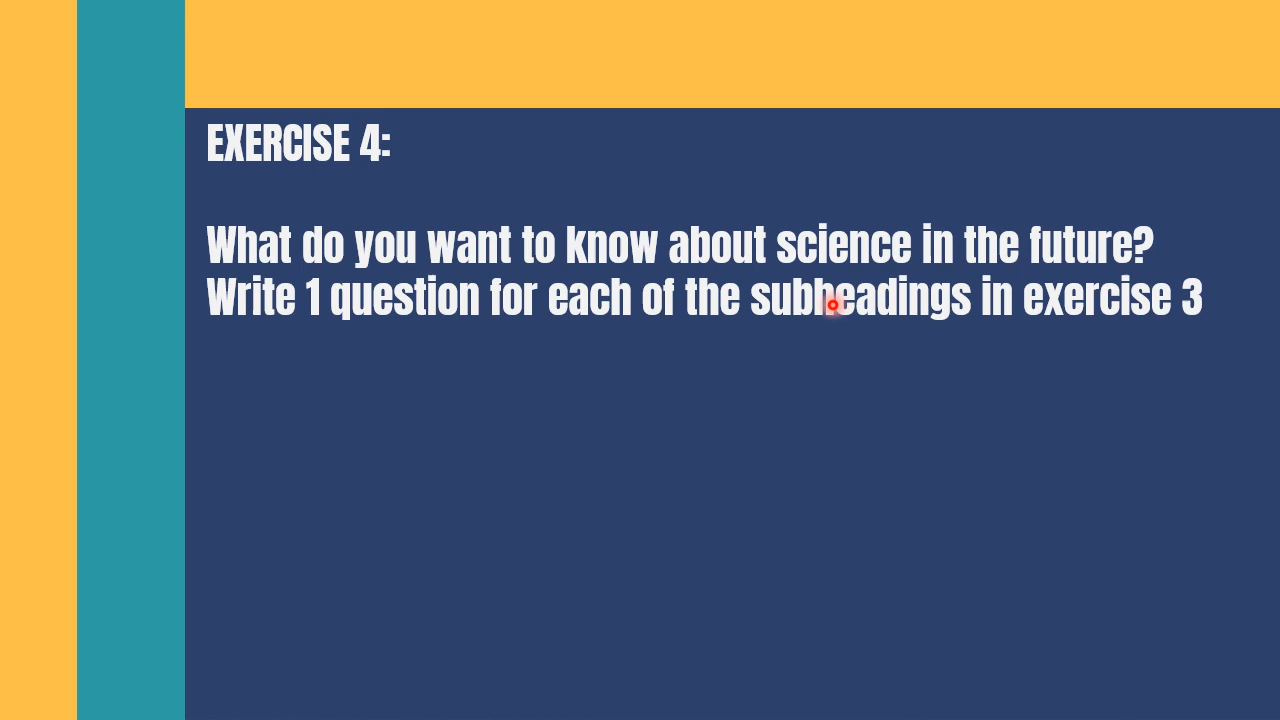 EXERCISE 4:
What do you want to know about science in the future?
Write 1 question for each of the subheadings in exercise 3